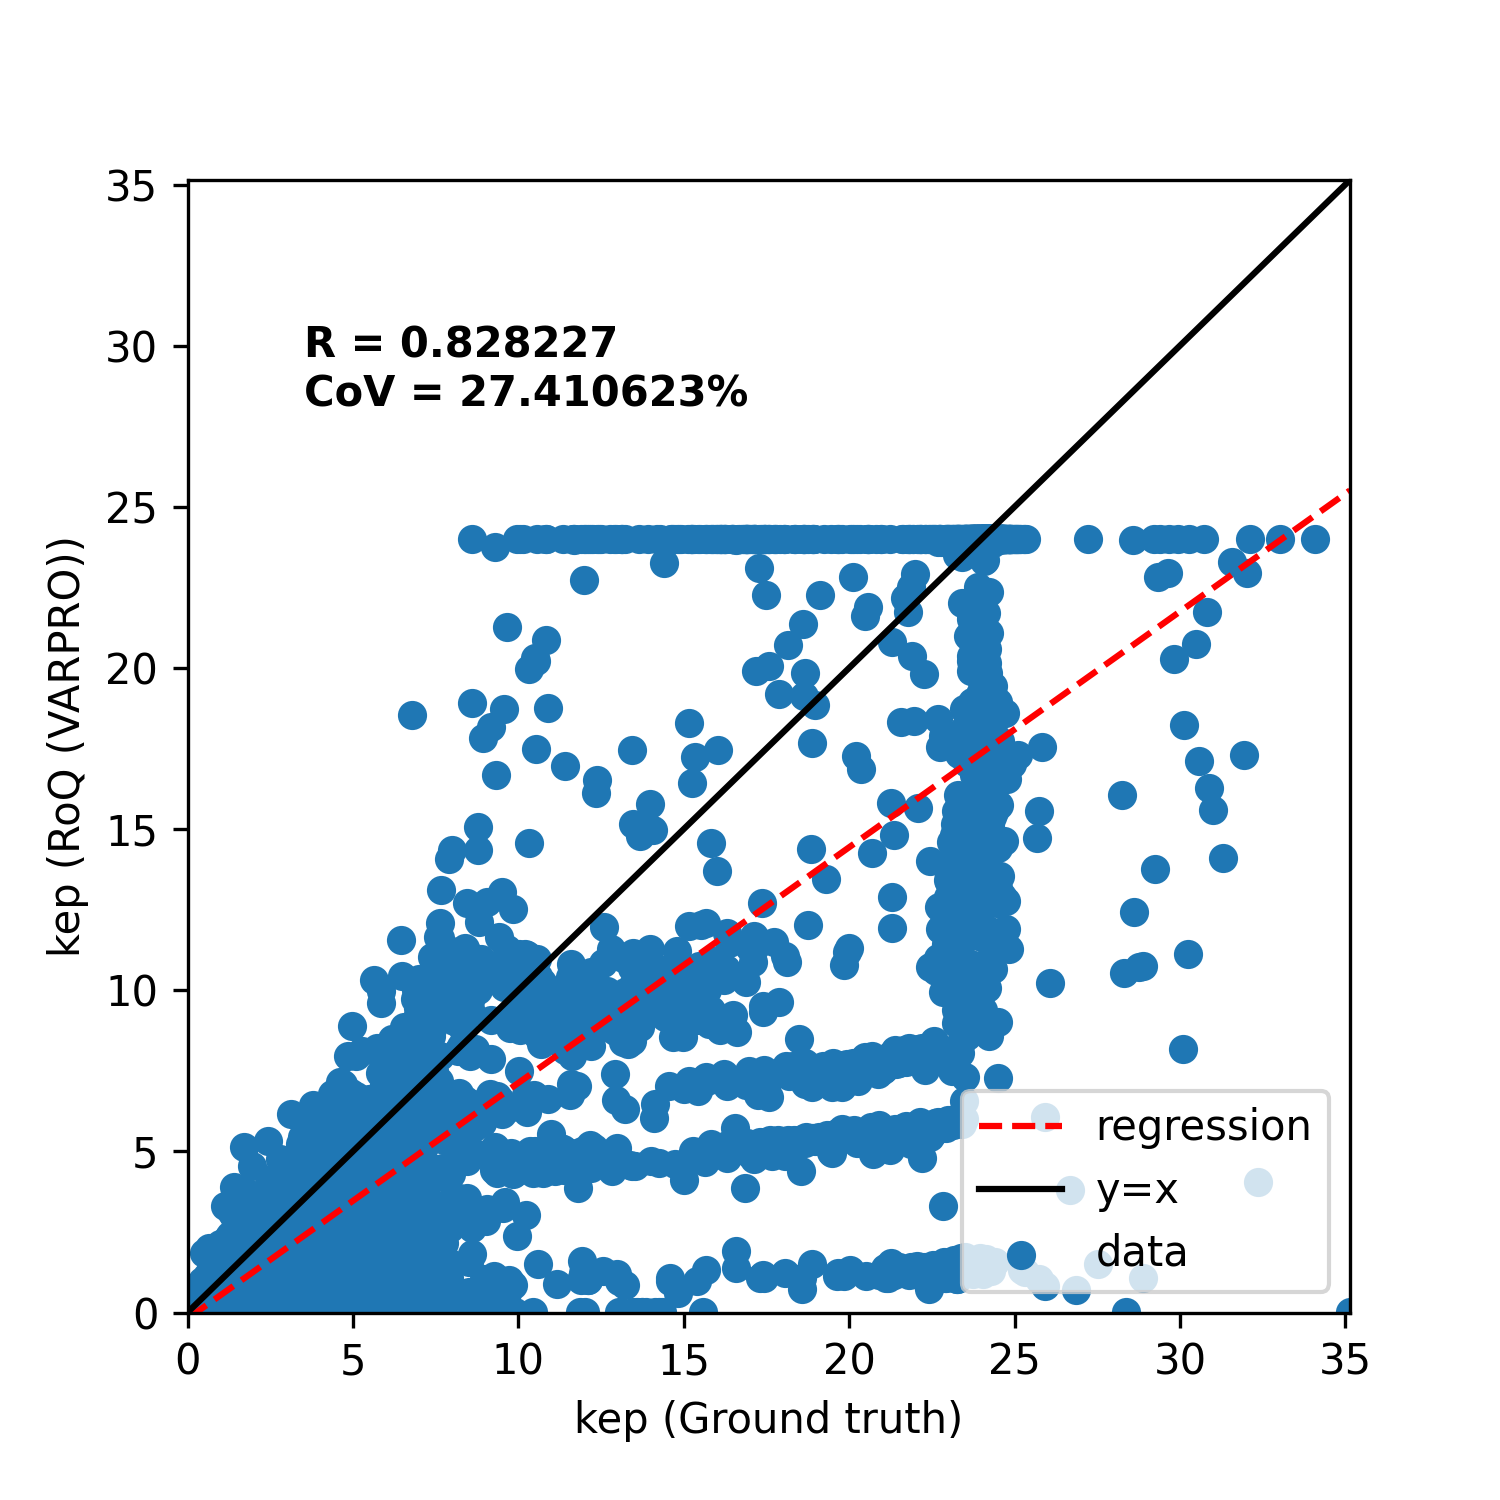 35
30
25
20
15
10
5
0
kep (RoQ (VARPRO))
R = 0.828227
CoV = 27.410623%
regression
y=x
data
0 5 10 15 20 25 30 35
kep (Ground truth)